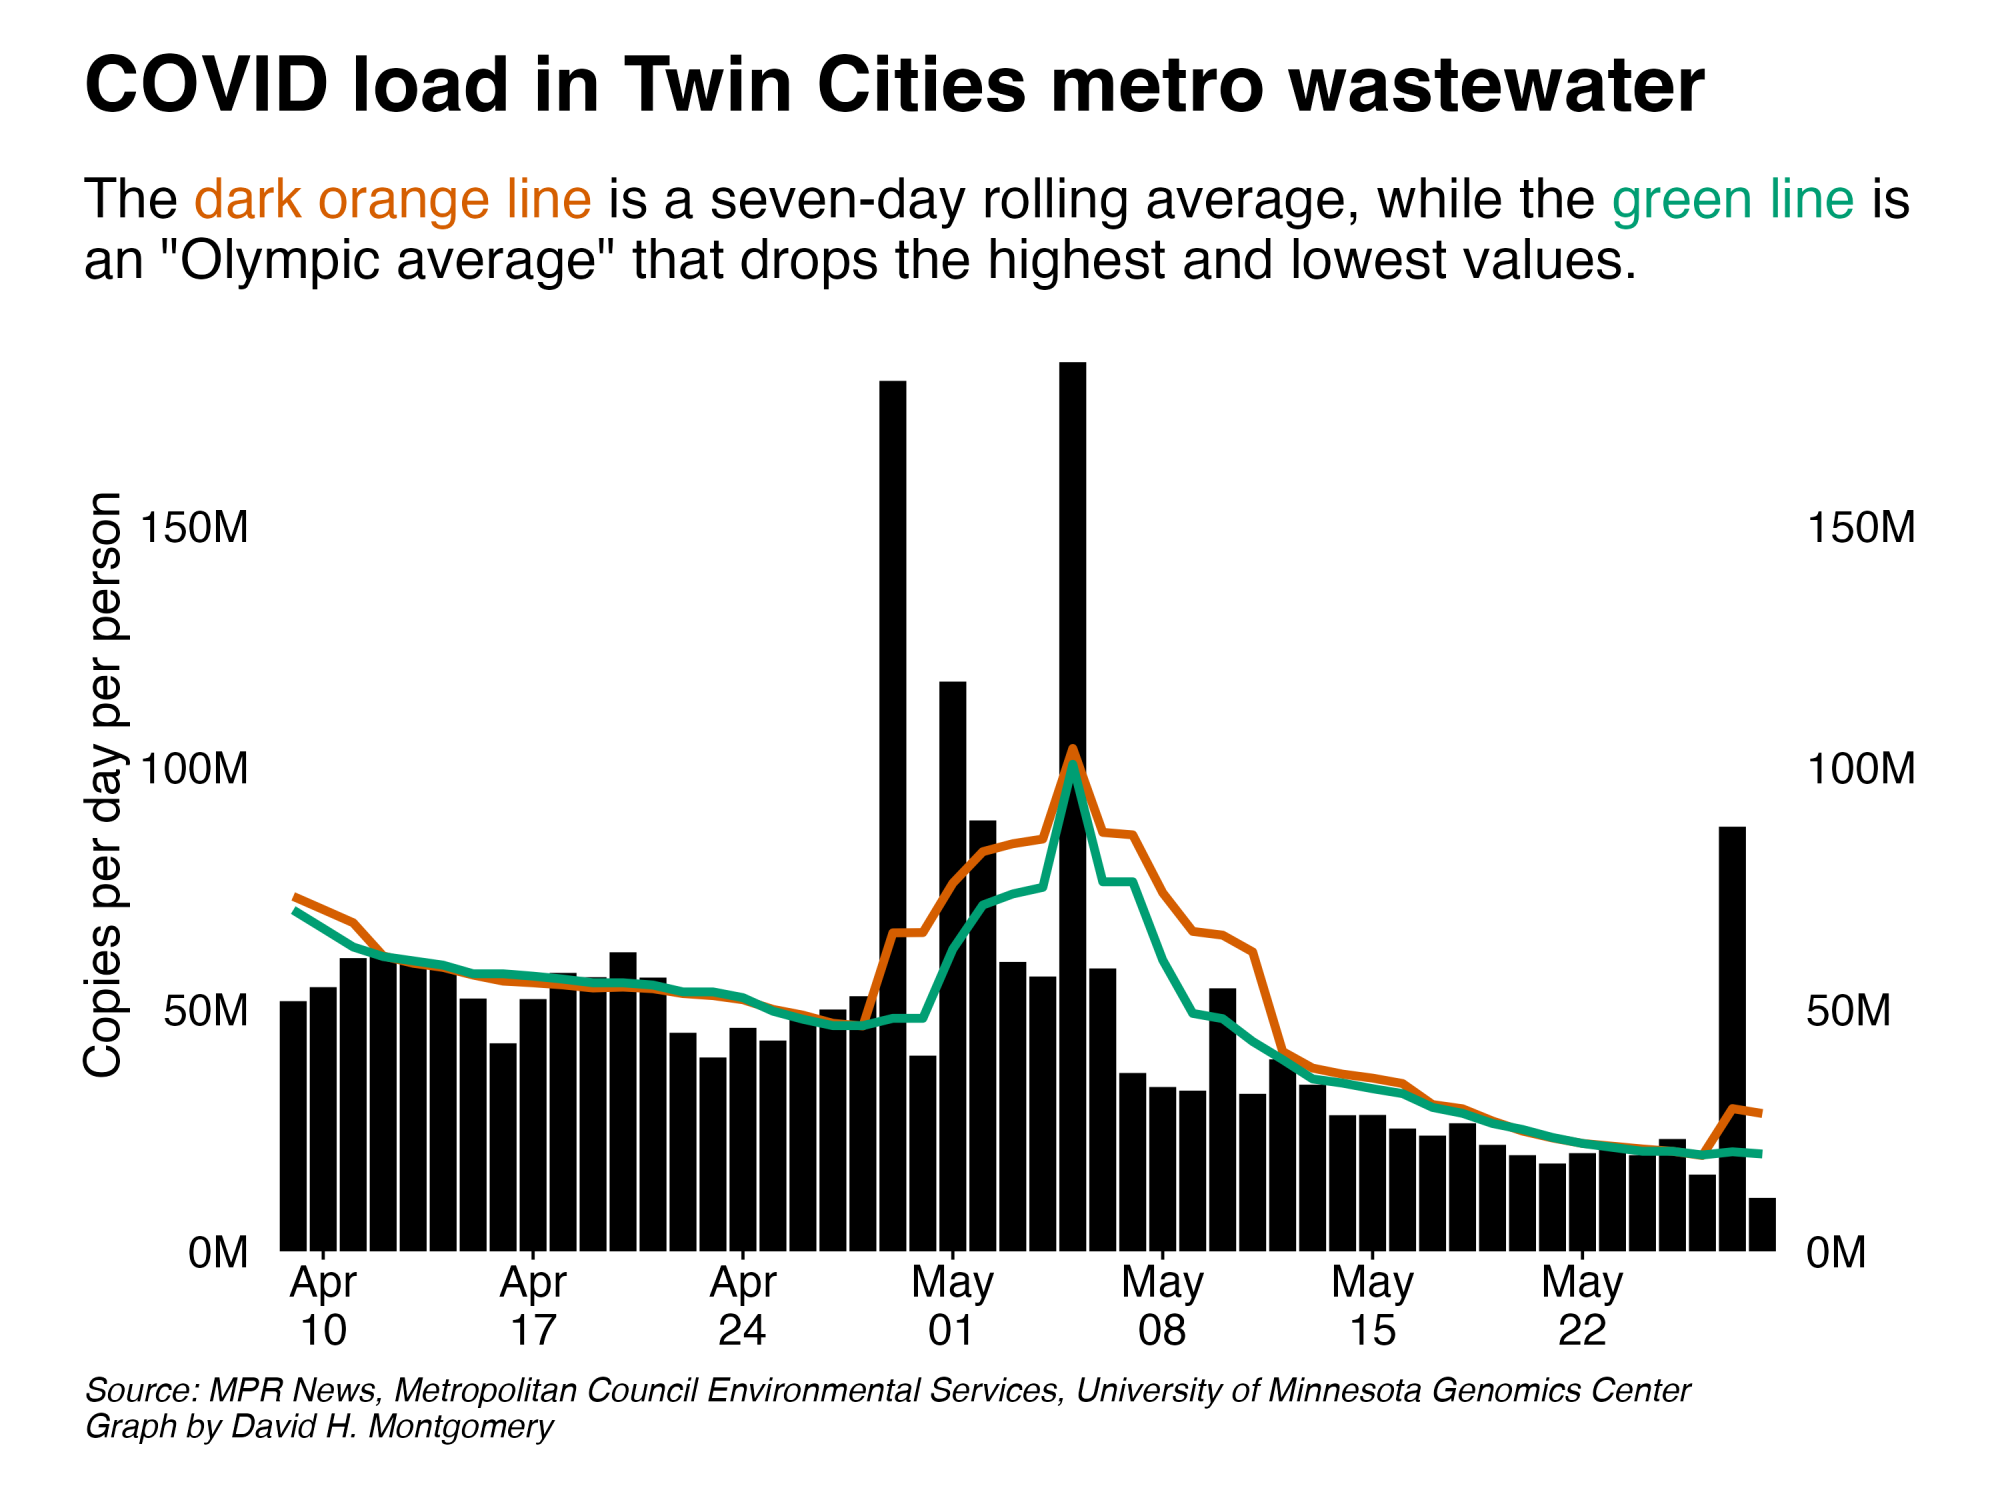 COVID load in Twin Cities metro wastewater
The dark orange line is a seven-day rolling average, while the green line is
an "Olympic average" that drops the highest and lowest values.
Copies per day per person
150M
150M
100M
100M
50M
50M
0M
0M
Apr
10
Apr
17
Apr
24
May
01
May
08
May
15
May
22
Source: MPR News, Metropolitan Council Environmental Services, University of Minnesota Genomics Center
Graph by David H. Montgomery